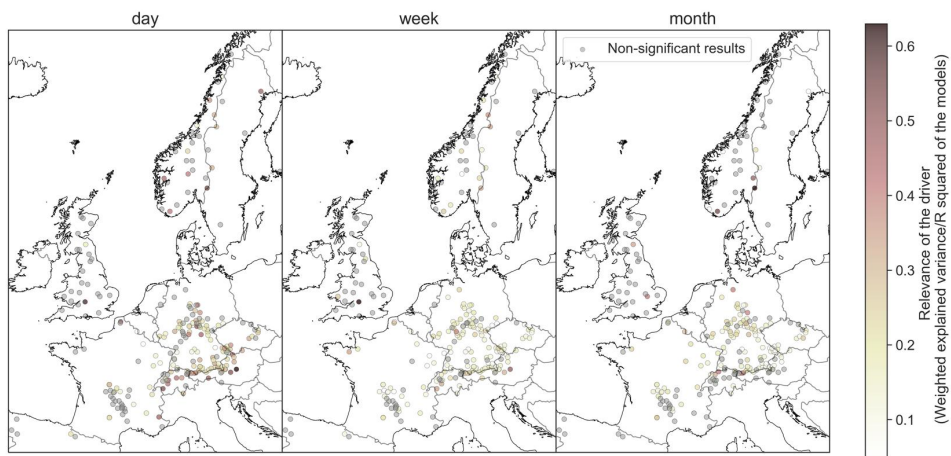 day
week
month
Non-significant results
0.6
0.5
0.4
0.3
0.2
0.1
Relevance of the driver
(Weighted explained variance/R squared of the models)